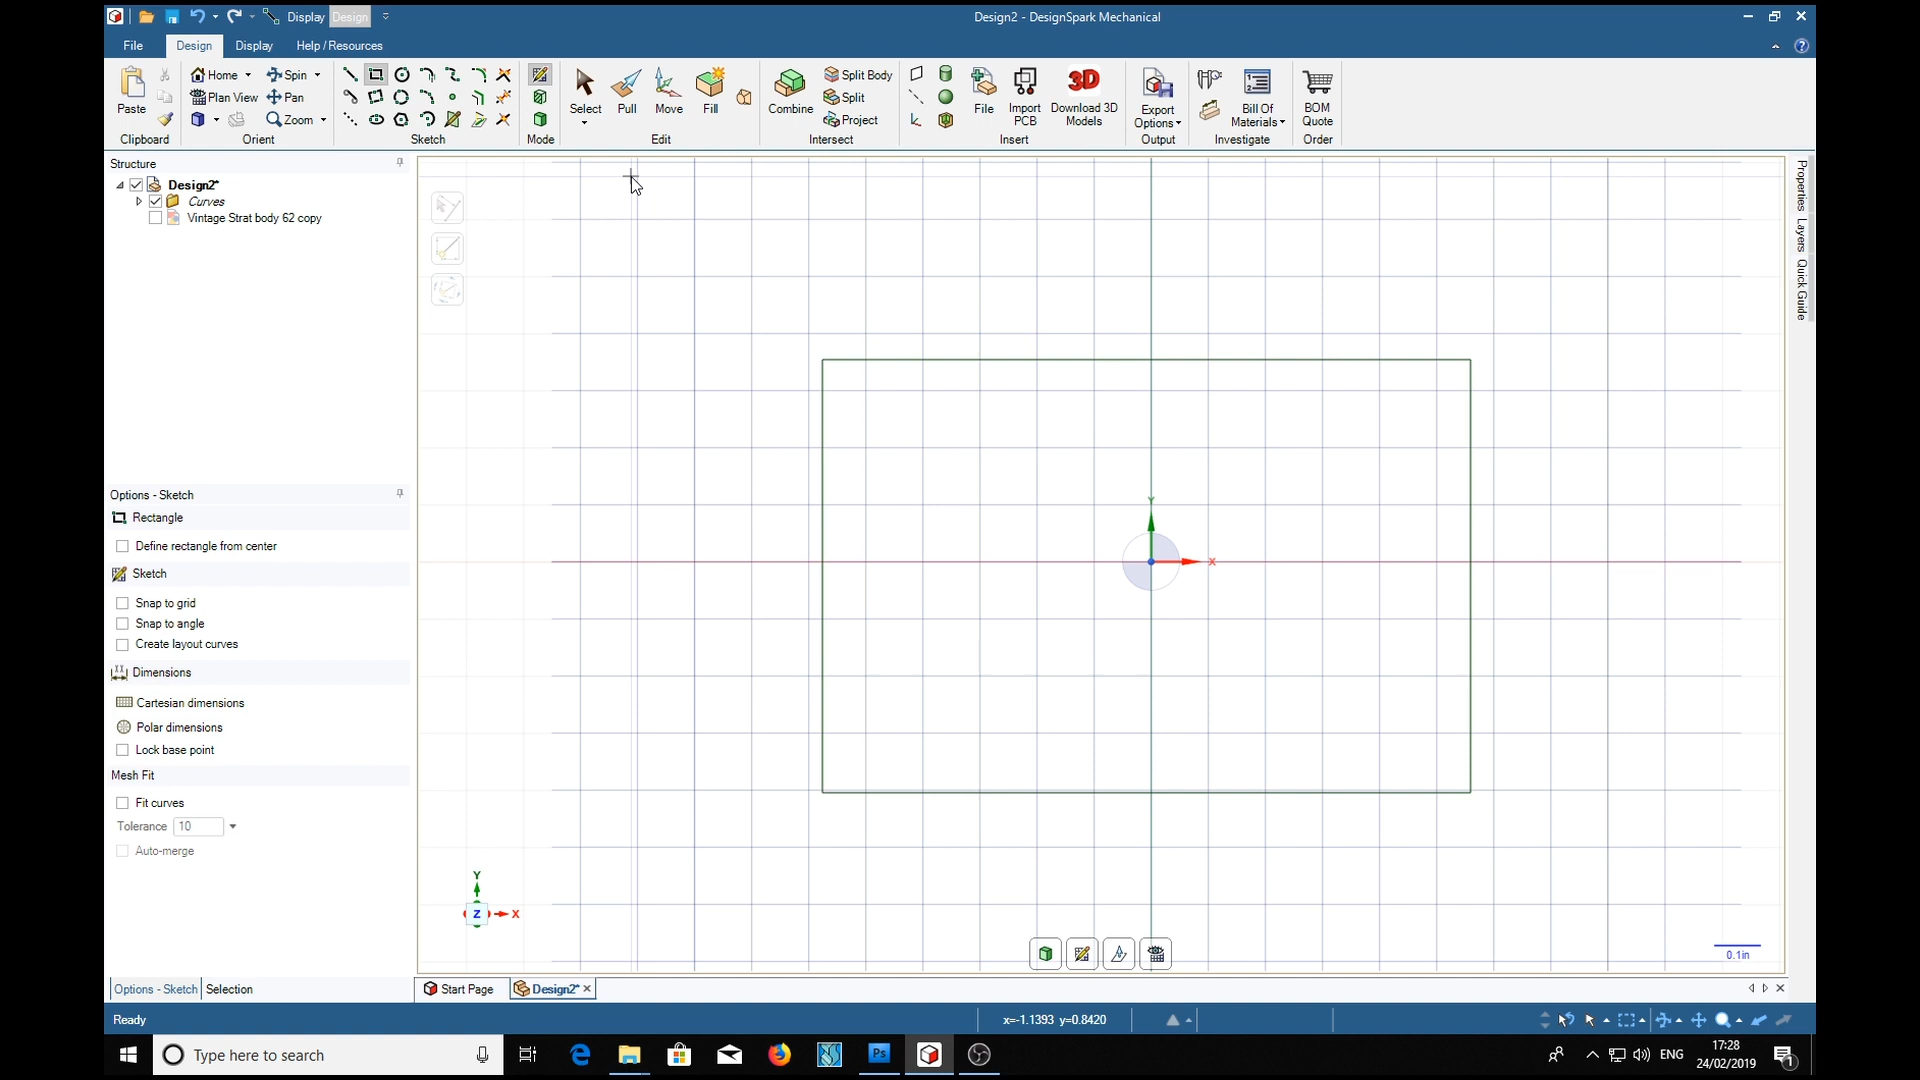 Display Design
Design2 - DesignSpark Mechanical
File Design Display Help / Resources
Paste
Clipboard
Home Spin
Plan View Pan
Zoom
Orient
Sketch
Mode
Select Pull Move Fill
Edit
Combine
Split Body
Split
Project
Intersect
File
Import PCB
3D
Download 3D Models
Insert
Export Options
Output
Bill Of Materials
Investigate
BOM Quote
Order
Structure
Design2*
Curves
Vintage Strat body 62 copy
Options - Sketch
Rectangle
Define rectangle from center
Sketch
Snap to grid
Snap to angle
Create layout curves
Dimensions
Cartesian dimensions
Polar dimensions
Lock base point
Mesh Fit
Fit curves
Tolerance 10
Auto-merge
Options - Sketch Selection
Y
X
Y
Z X
0.1in
Properties
Layers
Quick Guide
Start Page Design2*
Ready
x=-1.1393 y=0.8420
Type here to search
Ps
ENG
17:28
24/02/2019
1